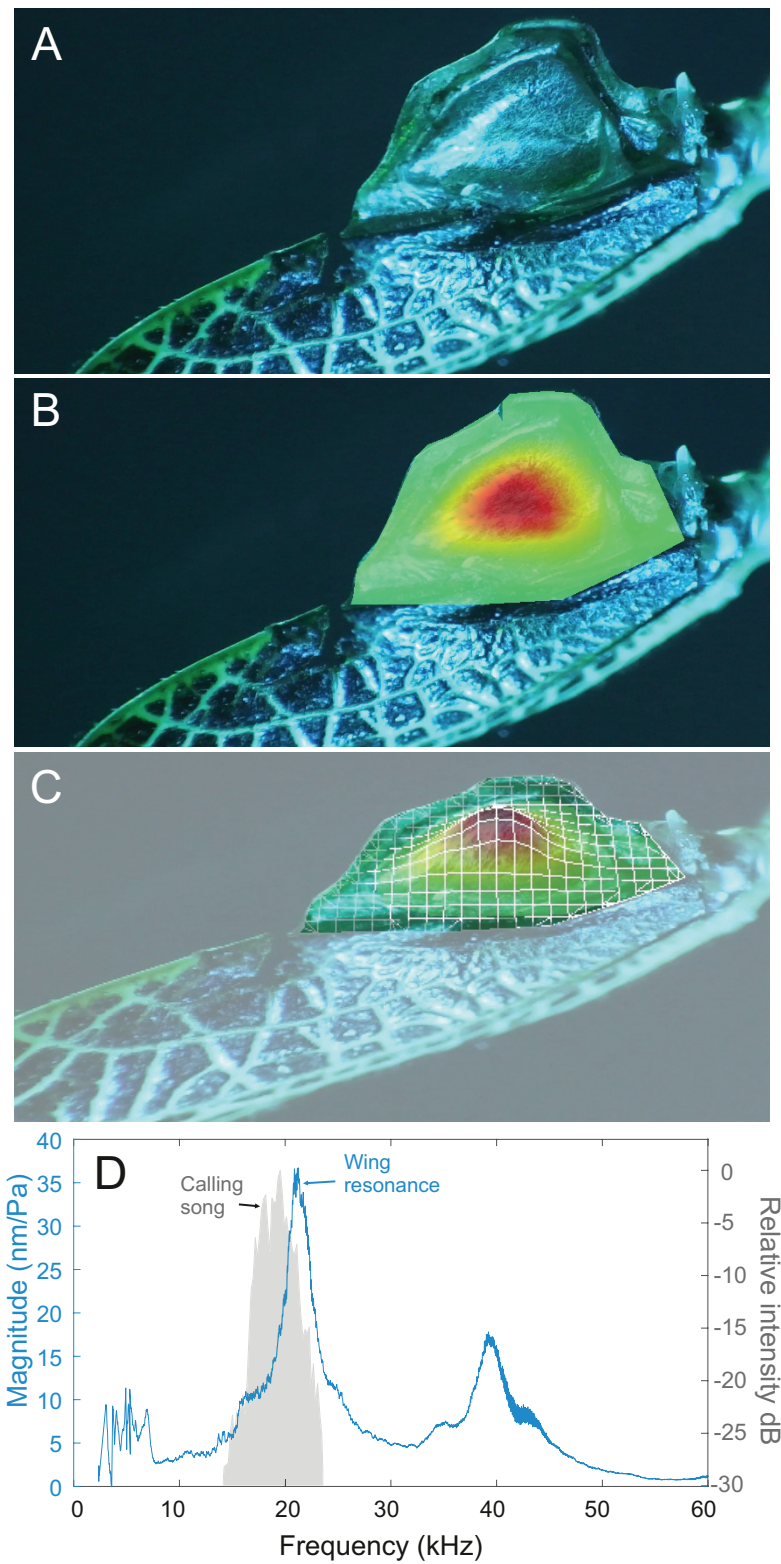 A
B
C
D
Calling
song
Wing
resonance
Magnitude (nm/Pa)
40
35
30
25
20
15
10
5
0
Relative intensity dB
0
-5
-10
-15
-20
-25
-30
0 10 20 30 40 50 60
Frequency (kHz)